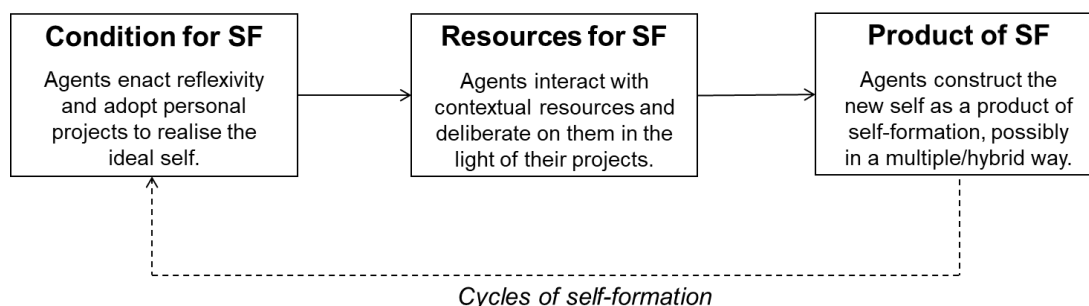 Condition for SF
Agents enact reflexivity
and adopt personal
projects to realise the
ideal self.
Resources for SF
Agents interact with
contextual resources and
deliberate on them in the
light of their projects.
Product of SF
Agents construct the
new self as a product of
self-formation, possibly
in a multiple/hybrid way.
Cycles of self-formation